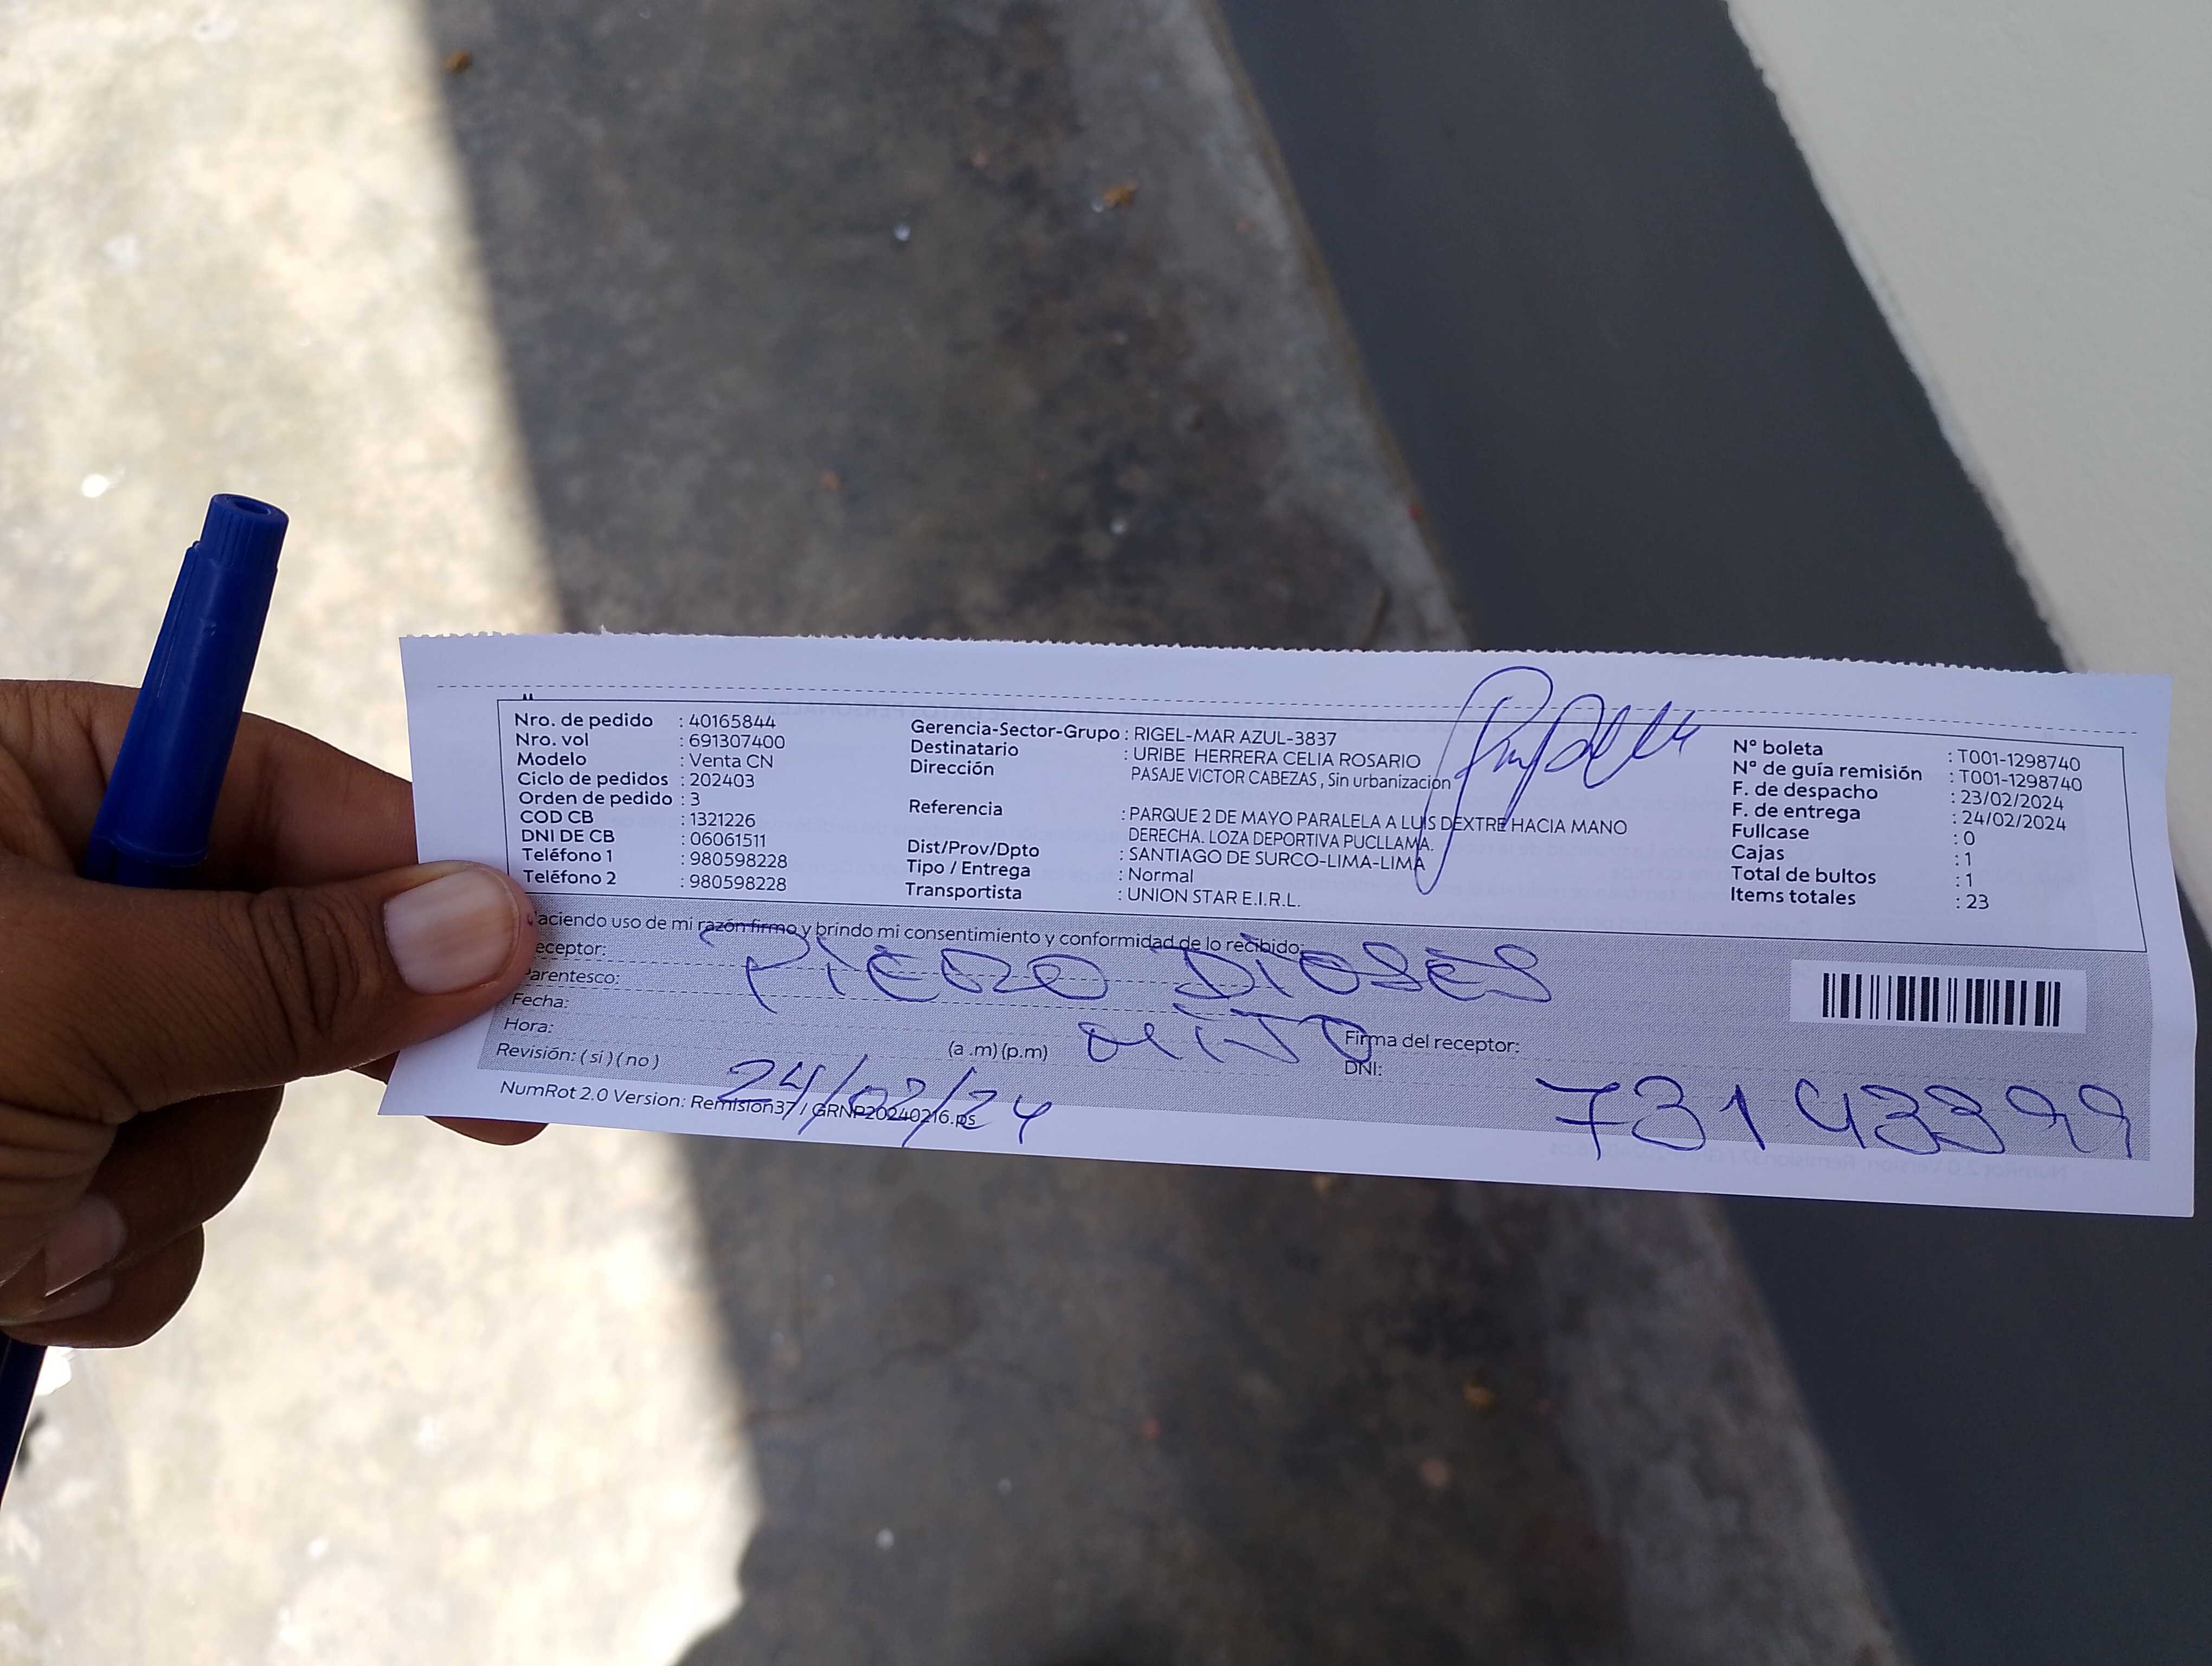 Nro. de pedido : 40165844
Nro. vol : 691307400
Modelo : Venta CN
Ciclo de pedidos : 202403
Orden de pedido : 3
COD CB : 1321226
DNI DE CB : 06061511
Teléfono 1 : 980598228
Teléfono 2 : 980598228
Gerencia-Sector-Grupo : RIGEL-MAR AZUL-3837
Destinatario : URIBE HERRERA CELIA ROSARIO
Dirección PASAJE VICTOR CABEZAS , Sin urbanizacion
Referencia : PARQUE 2 DE MAYO PARALELA A LUIS DEXTRE HACIA MANO
DERECHA. LOZA DEPORTIVA PUCLLAMA.
Dist/Prov/Dpto : SANTIAGO DE SURCO-LIMA-LIMA
Tipo / Entrega : Normal
Transportista : UNION STAR E.I.R.L.
N° boleta : T001-1298740
N° de guía remisión : T001-1298740
F. de despacho : 23/02/2024
F. de entrega : 24/02/2024
Fullcase : 0
Cajas : 1
Total de bultos : 1
Items totales : 23
aciendo uso de mi razón firmo y brindo mi consentimiento y conformidad de lo recibido:
eceptor: PIERO DIOSES
arentesco:
Fecha:
Hora: (a .m) (p.m) Firma del receptor:
Revisión: ( si ) ( no ) 24/02/24 DNI: 73143399
NumRot 2.0 Version: Remision37 / GRNP20240216.ps